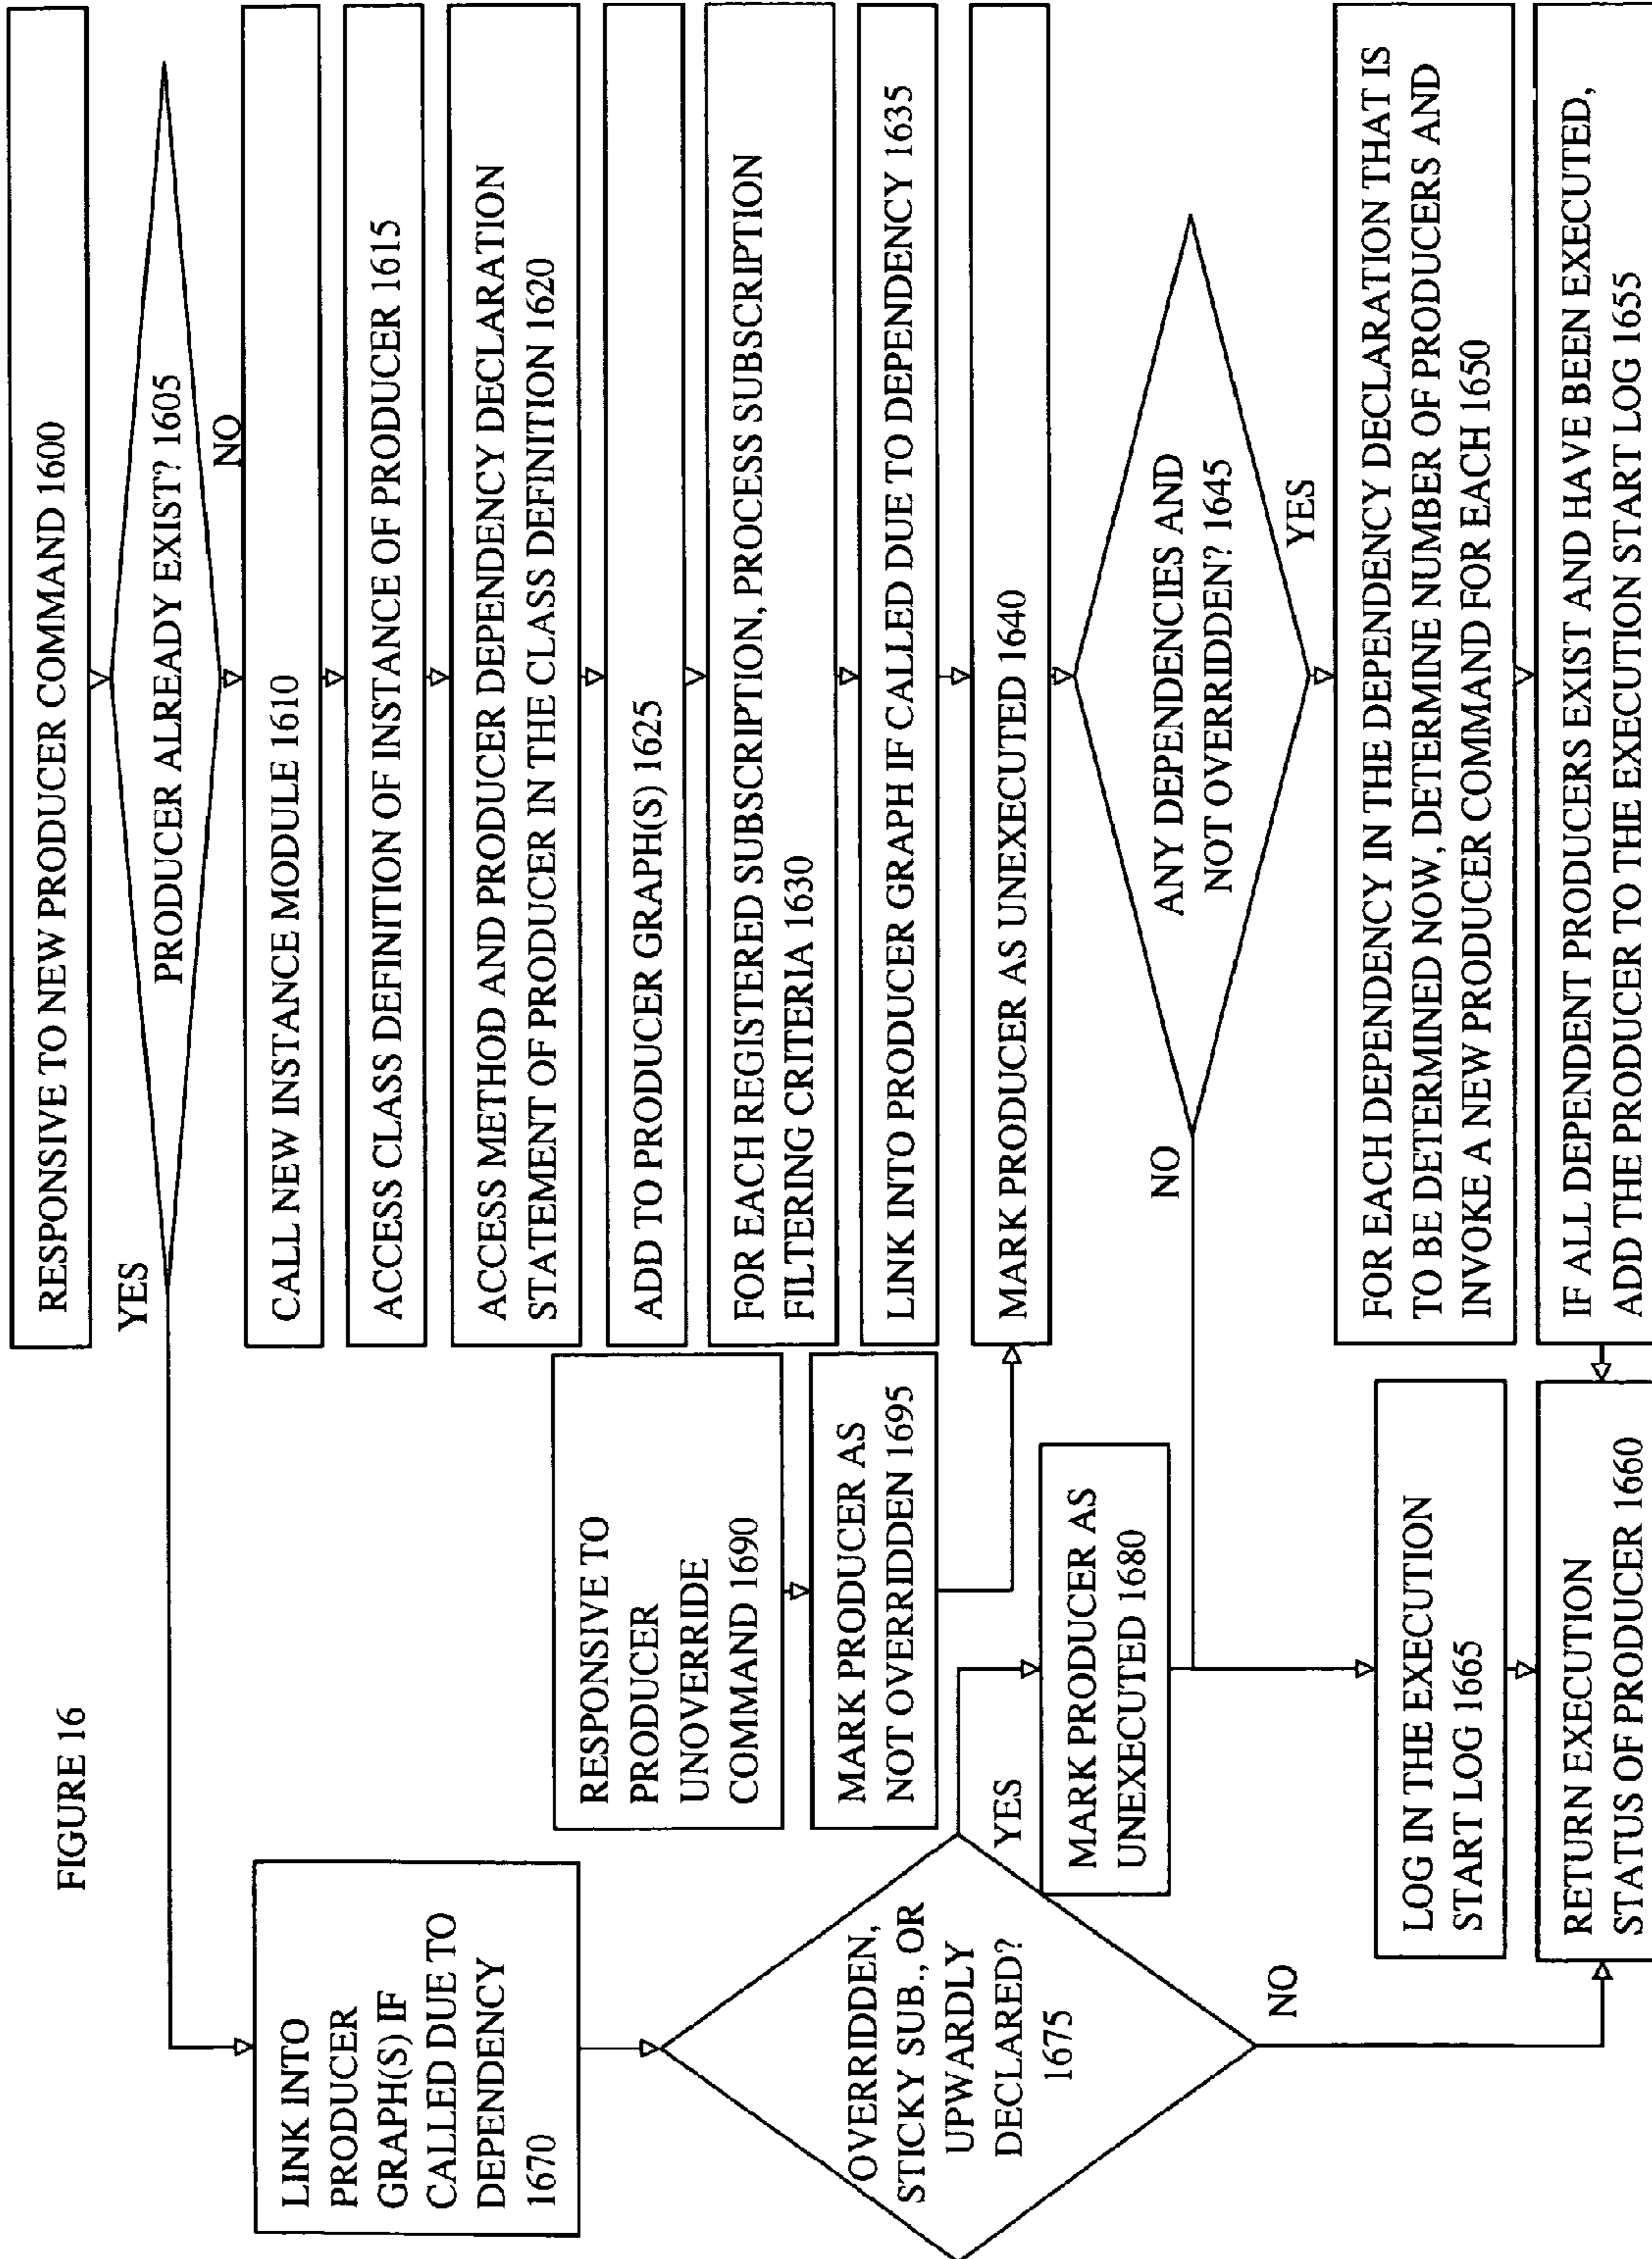 FIGURE 16
RESPONSIVE TO NEW PRODUCER COMMAND 1600
PRODUCER ALREADY EXIST? 1605
YES
NO
CALL NEW INSTANCE MODULE 1610
ACCESS CLASS DEFINITION OF INSTANCE OF PRODUCER 1615
ACCESS METHOD AND PRODUCER DEPENDENCY DECLARATION
STATEMENT OF PRODUCER IN THE CLASS DEFINITION 1620
ADD TO PRODUCER GRAPH(S) 1625
FOR EACH REGISTERED SUBSCRIPTION, PROCESS SUBSCRIPTION
FILTERING CRITERIA 1630
LINK INTO PRODUCER GRAPH IF CALLED DUE TO DEPENDENCY 1635
MARK PRODUCER AS UNEXECUTED 1640
ANY DEPENDENCIES AND
NOT OVERRIDDEN? 1645
NO
YES
FOR EACH DEPENDENCY IN THE DEPENDENCY DECLARATION THAT IS
TO BE DETERMINED NOW, DETERMINE NUMBER OF PRODUCERS AND
INVOKE A NEW PRODUCER COMMAND FOR EACH 1650
IF ALL DEPENDENT PRODUCERS EXIST AND HAVE BEEN EXECUTED,
ADD THE PRODUCER TO THE EXECUTION START LOG 1655
RESPONSIVE TO
PRODUCER
UNOVERRIDE
COMMAND 1690
MARK PRODUCER AS
NOT OVERRIDDEN 1695
LINK INTO
PRODUCER
GRAPH(S) IF
CALLED DUE TO
DEPENDENCY
1670
OVERRIDDEN,
STICKY SUB., OR
UPWARDLY
DECLARED?
1675
YES
NO
MARK PRODUCER AS
UNEXECUTED 1680
LOG IN THE EXECUTION
START LOG 1665
RETURN EXECUTION
STATUS OF PRODUCER 1660